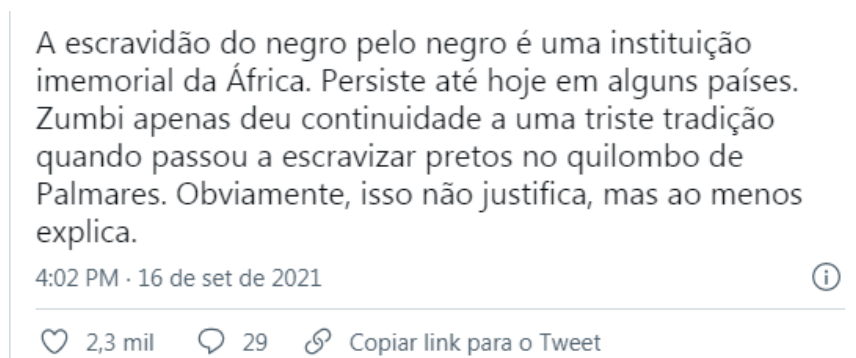 A escravidão do negro pelo negro é uma instituição
imemorial da África. Persiste até hoje em alguns países.
Zumbi apenas deu continuidade a uma triste tradição
quando passou a escravizar pretos no quilombo de
Palmares. Obviamente, isso não justifica, mas ao menos
explica.
4:02 PM · 16 de set de 2021
2,3 mil 29 Copiar link para o Tweet